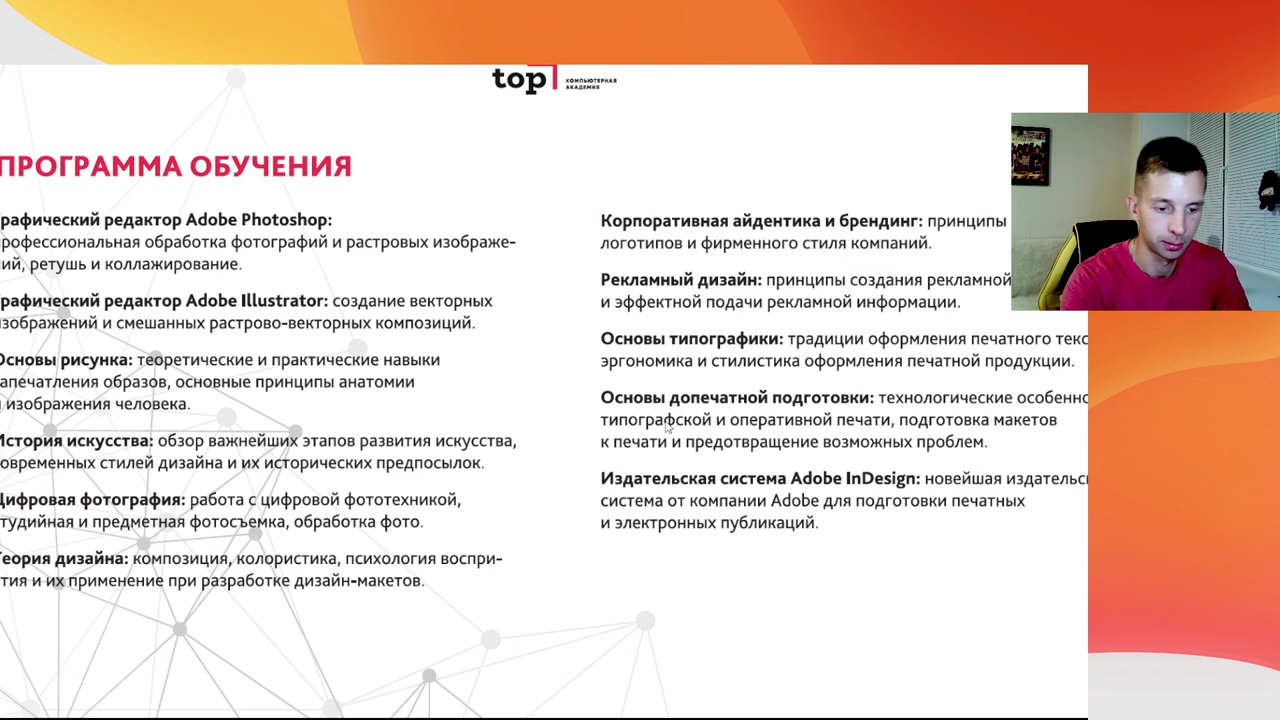 top
КОМПЬЮТЕРНАЯ
АКАДЕМИЯ
ПРОГРАММА ОБУЧЕНИЯ
рафический редактор Adobe Photoshop:
рофессиональная обработка фотографий и растровых изображе-
ий, ретушь и коллажирование.
рафический редактор Adobe Illustrator: создание векторных
зображений и смешанных растрово-векторных композиций.
Основы рисунка: теоретические и практические навыки
апечатления образов, основные принципы анатомии
изображения человека.
История искусства: обзор важнейших этапов развития искусства,
овременных стилей дизайна и их исторических предпосылок.
Цифровая фотография: работа с цифровой фототехникой,
тудийная и предметная фотосъемка, обработка фото.
Теория дизайна: композиция, колористика, психология воспри-
тия и их применение при разработке дизайн-макетов.
Корпоративная айдентика и брендинг: принципы
логотипов и фирменного стиля компаний.
Рекламный дизайн: принципы создания рекламной
и эффективной подачи рекламной информации.
Основы типографики: традиции оформления печатного текс
эргономика и стилистика оформления печатной продукции.
Основы допечатной подготовки: технологические особенно
типографской и оперативной печати, подготовка макетов
к печати и предотвращение возможных проблем.
Издательская система Adobe InDesign: новейшая издательс
система от компании Adobe для подготовки печатных
и электронных публикаций.